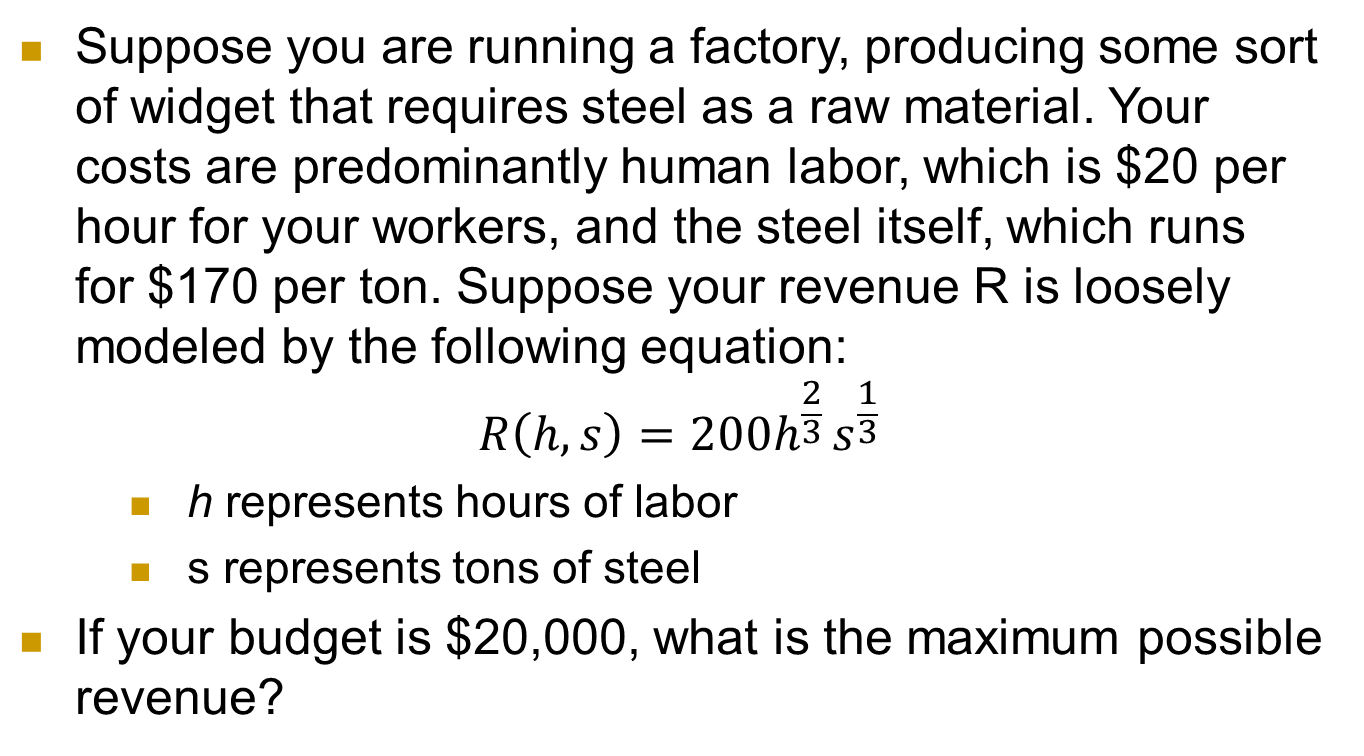 ■ Suppose you are running a factory, producing some sort
of widget that requires steel as a raw material. Your
costs are predominantly human labor, which is $20 per
hour for your workers, and the steel itself, which runs
for $170 per ton. Suppose your revenue R is loosely
modeled by the following equation:
R(h, s) = 200h^{2/3} s^{1/3}
■ h represents hours of labor
■ s represents tons of steel
■ If your budget is $20,000, what is the maximum possible
revenue?